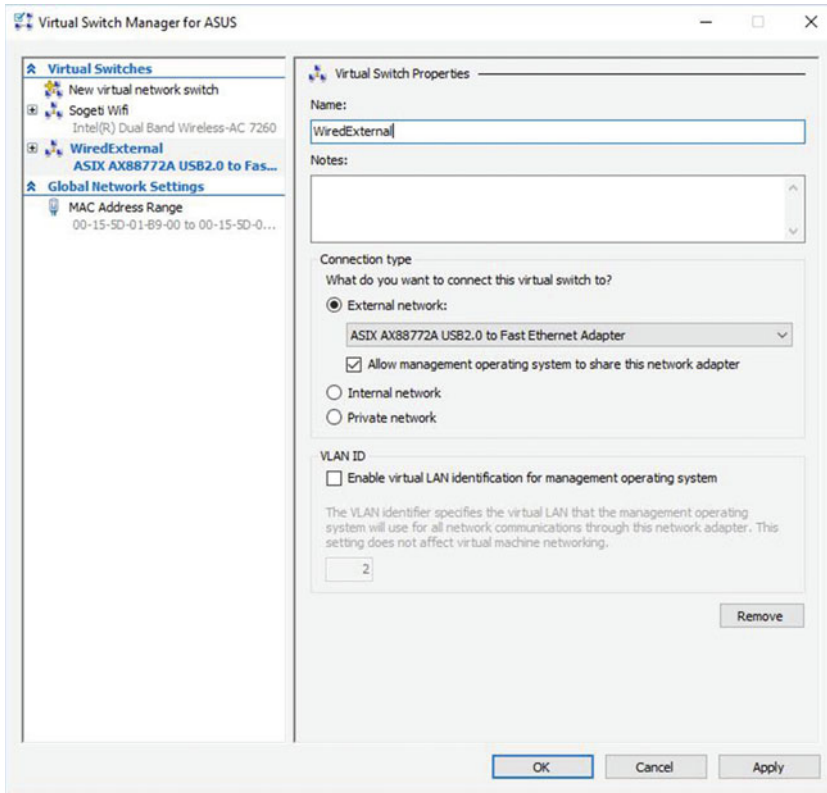 Virtual Switch Manager for ASUS
Virtual Switches
New virtual network switch
Sogeti Wifi
Intel(R) Dual Band Wireless-AC 7260
WiredExternal
ASIX AX88772A USB2.0 to Fas...
Global Network Settings
MAC Address Range
00-15-5D-01-B9-00 to 00-15-5D-0...
Virtual Switch Properties
Name:
WiredExternal
Notes:
Connection type
What do you want to connect this virtual switch to?
External network:
ASIX AX88772A USB2.0 to Fast Ethernet Adapter
Allow management operating system to share this network adapter
Internal network
Private network
VLAN ID
Enable virtual LAN identification for management operating system
The VLAN identifier specifies the virtual LAN that the management operating
system will use for all network communications through this network adapter. This
setting does not affect virtual machine networking.
2
Remove
OK
Cancel
Apply